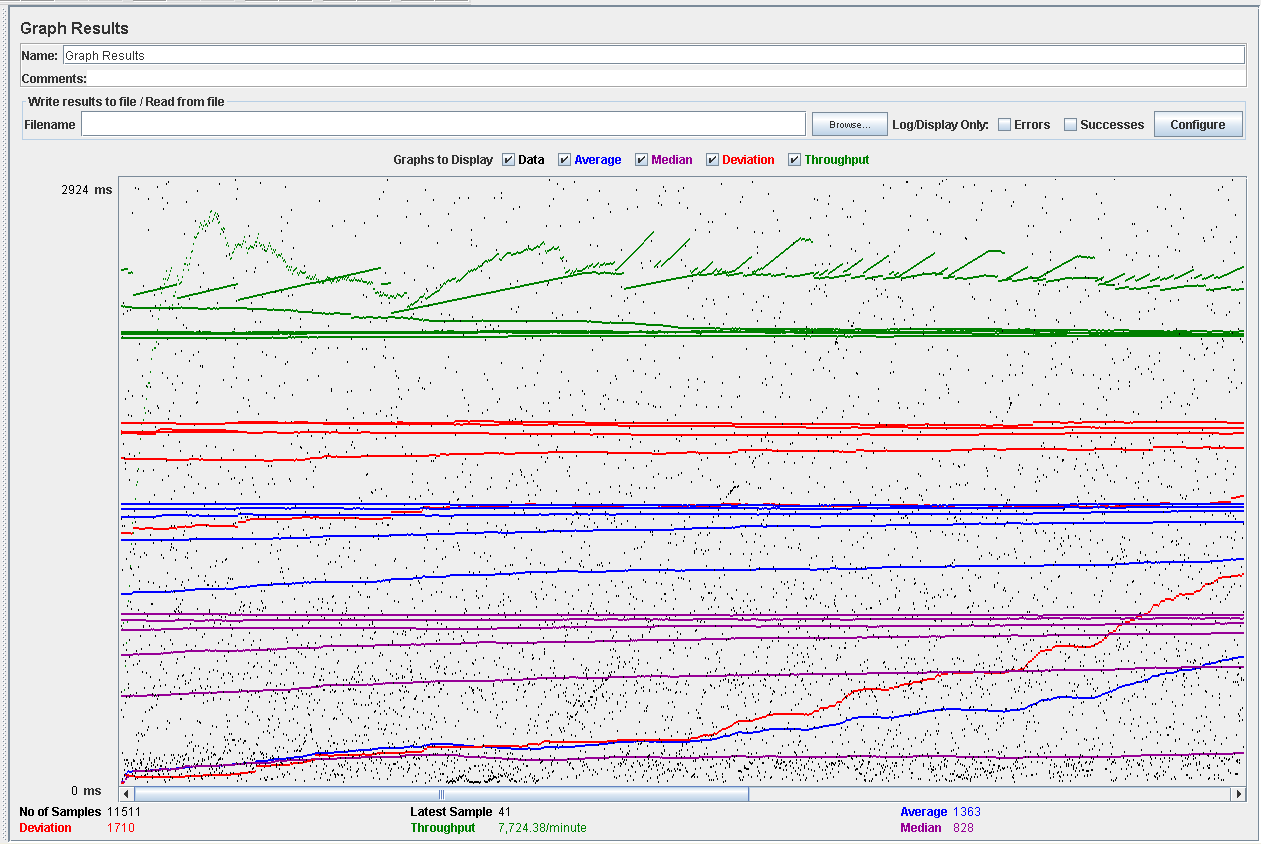 Graph Results
Name: Graph Results
Comments:
Write results to file / Read from file
Filename Browse... Log/Display Only: Errors Successes Configure
Graphs to Display Data Average Median Deviation Throughput
2924 ms
0 ms
No of Samples 11511 Latest Sample 41 Average 1363
Deviation 1710 Throughput 7,724.38/minute Median 828